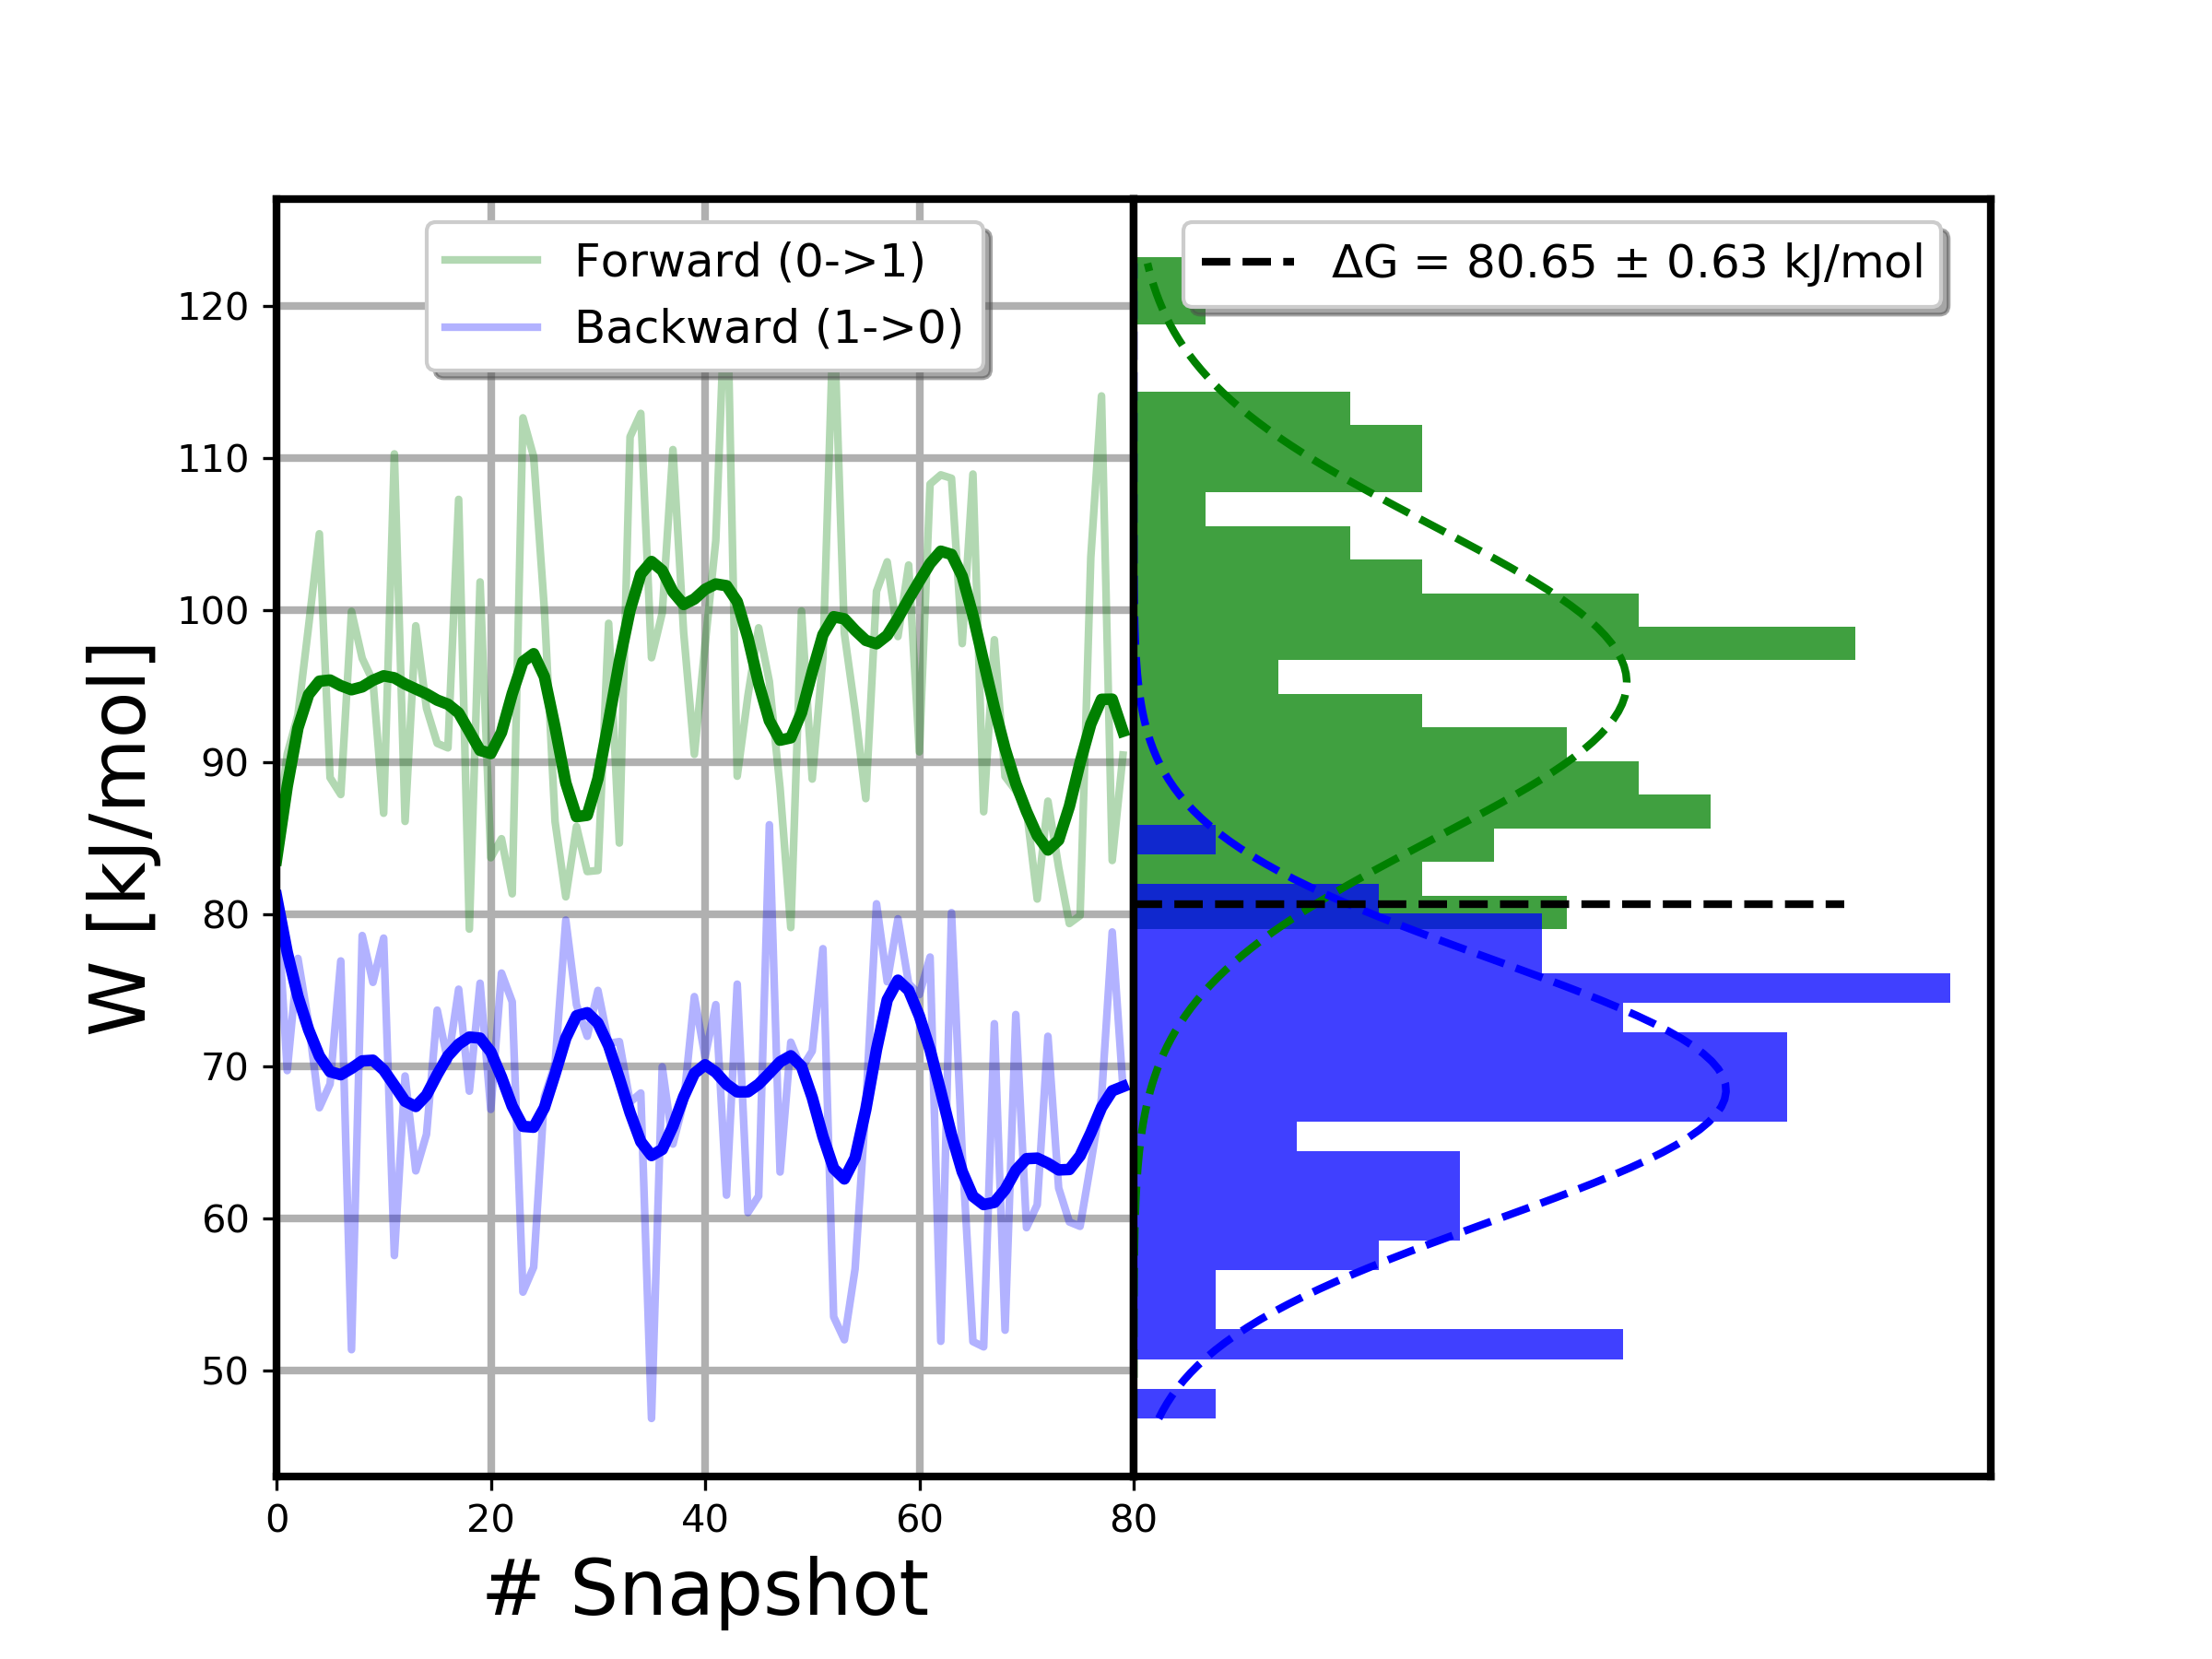 Forward (0->1)
Backward (1->0)
ΔG = 80.65 ± 0.63 kJ/mol
W [kJ/mol]
120
110
100
90
80
70
60
50
0 20 40 60 80
# Snapshot